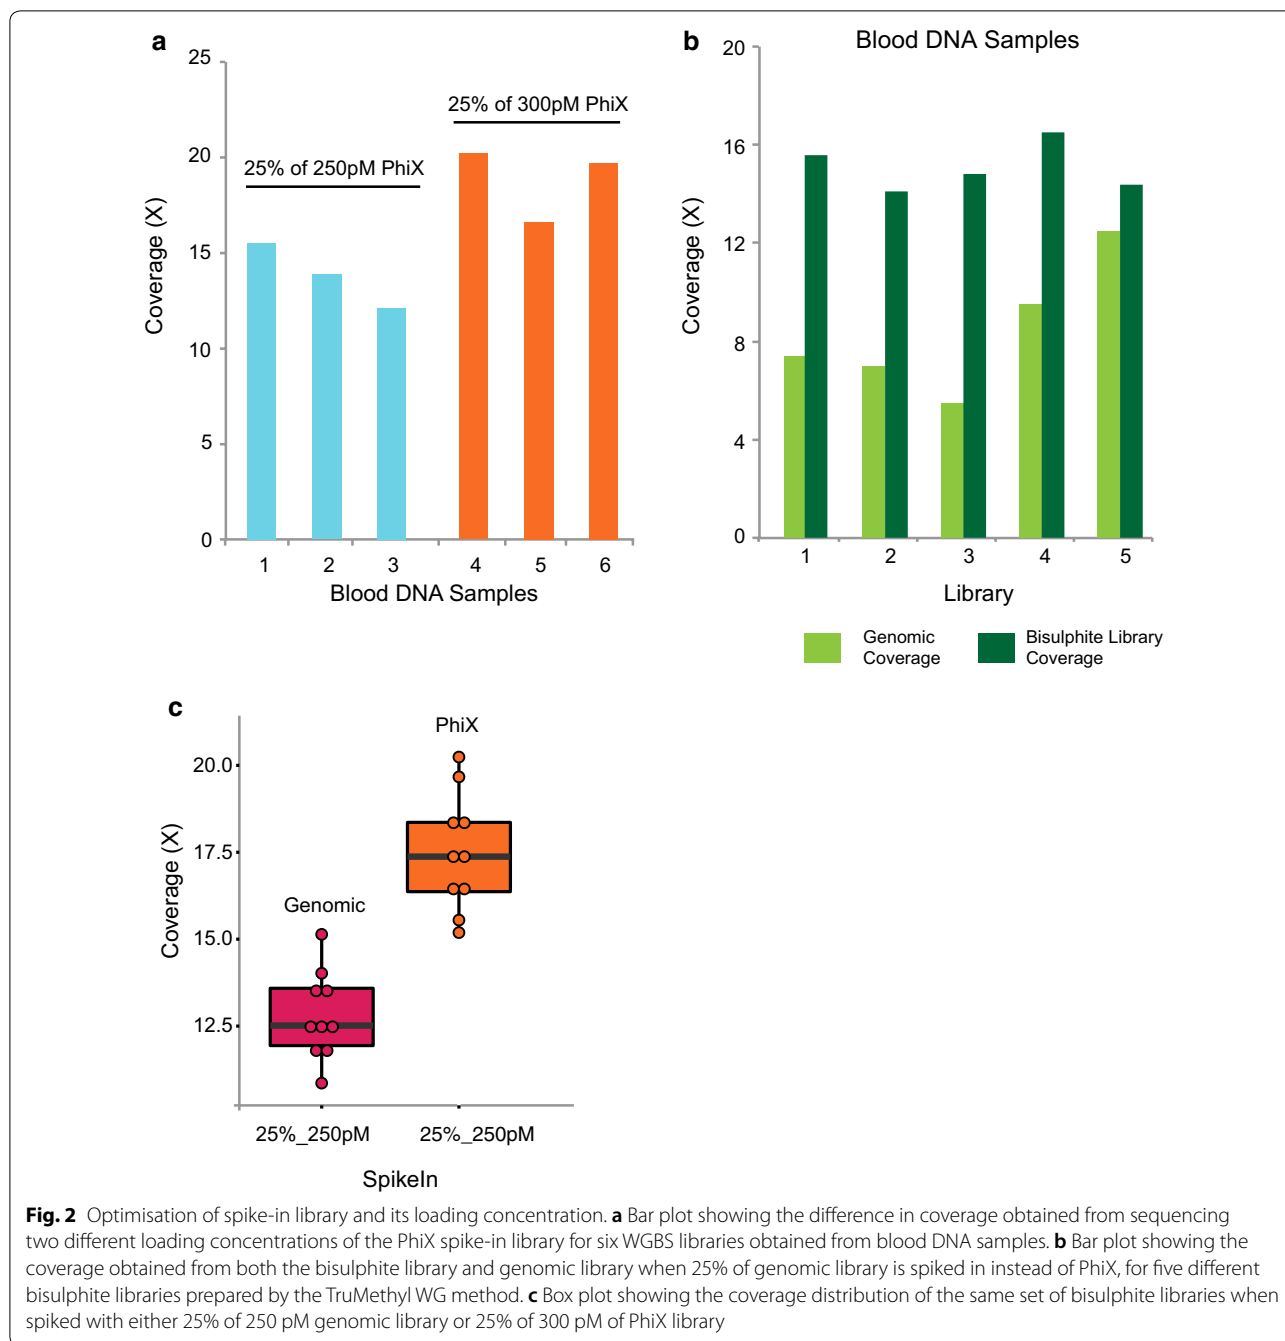 a
25
20
15
10
5
0
Coverage (X)
25% of 250pM PhiX
25% of 300pM PhiX
1 2 3 4 5 6
Blood DNA Samples
b
Blood DNA Samples
20
16
12
8
4
0
Coverage (X)
1 2 3 4 5
Library
Genomic
Coverage
Bisulphite Library
Coverage
c
PhiX
Genomic
20.0
17.5
15.0
12.5
Coverage (X)
25%_250pM 25%_250pM
SpikeIn
Fig. 2 Optimisation of spike-in library and its loading concentration. a Bar plot showing the difference in coverage obtained from sequencing
two different loading concentrations of the PhiX spike-in library for six WGBS libraries obtained from blood DNA samples. b Bar plot showing the
coverage obtained from both the bisulphite library and genomic library when 25% of genomic library is spiked in instead of PhiX, for five different
bisulphite libraries prepared by the TruMethyl WG method. c Box plot showing the coverage distribution of the same set of bisulphite libraries when
spiked with either 25% of 250 pM genomic library or 25% of 300 pM of PhiX library